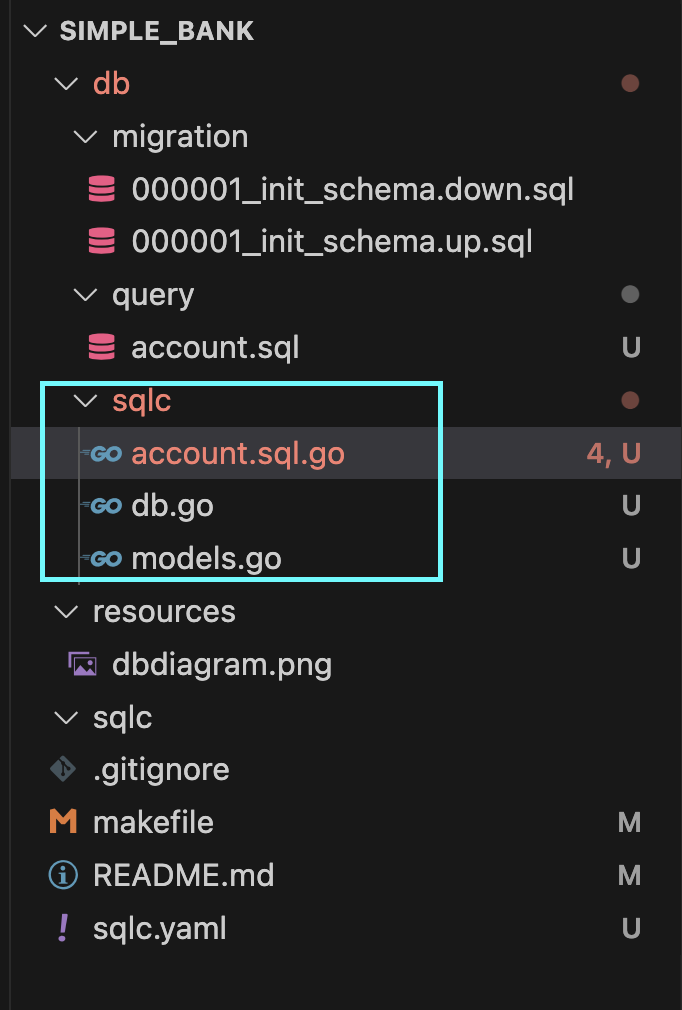 SIMPLE_BANK
db
migration
000001_init_schema.down.sql
000001_init_schema.up.sql
query
account.sql U
sqlc
GO account.sql.go 4, U
GO db.go U
GO models.go U
resources
dbdiagram.png
sqlc
.gitignore
M makefile M
i README.md M
! sqlc.yaml U